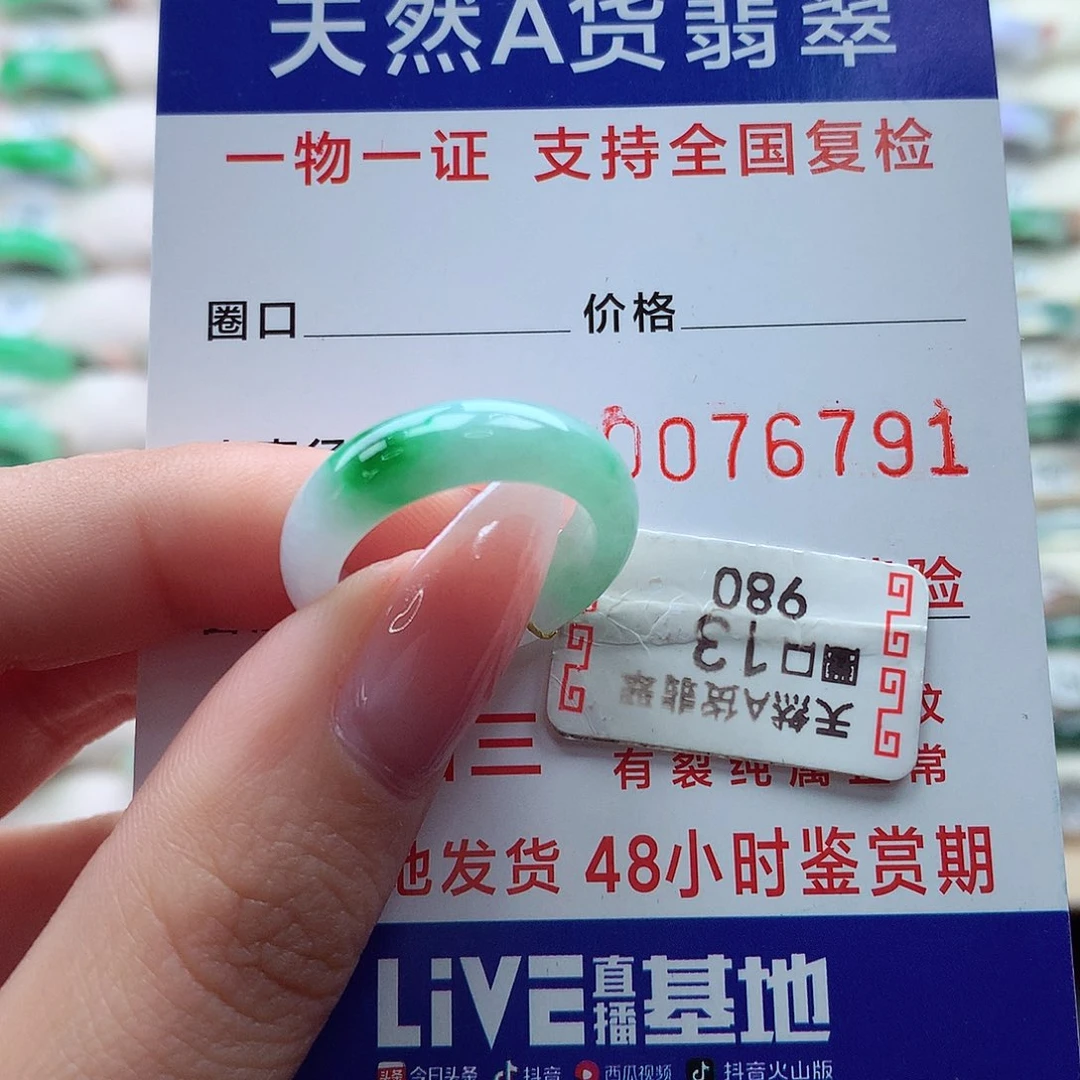 天然A货翡翠
一物一证 支持全国复检
圈口 价格
0076791
险
天然A货翡翠
圈口13
980
三
有裂纯属正常
地发货 48小时鉴赏期
LiVE直播基地
头条 今日头条 抖音 西瓜视频 抖音火山版